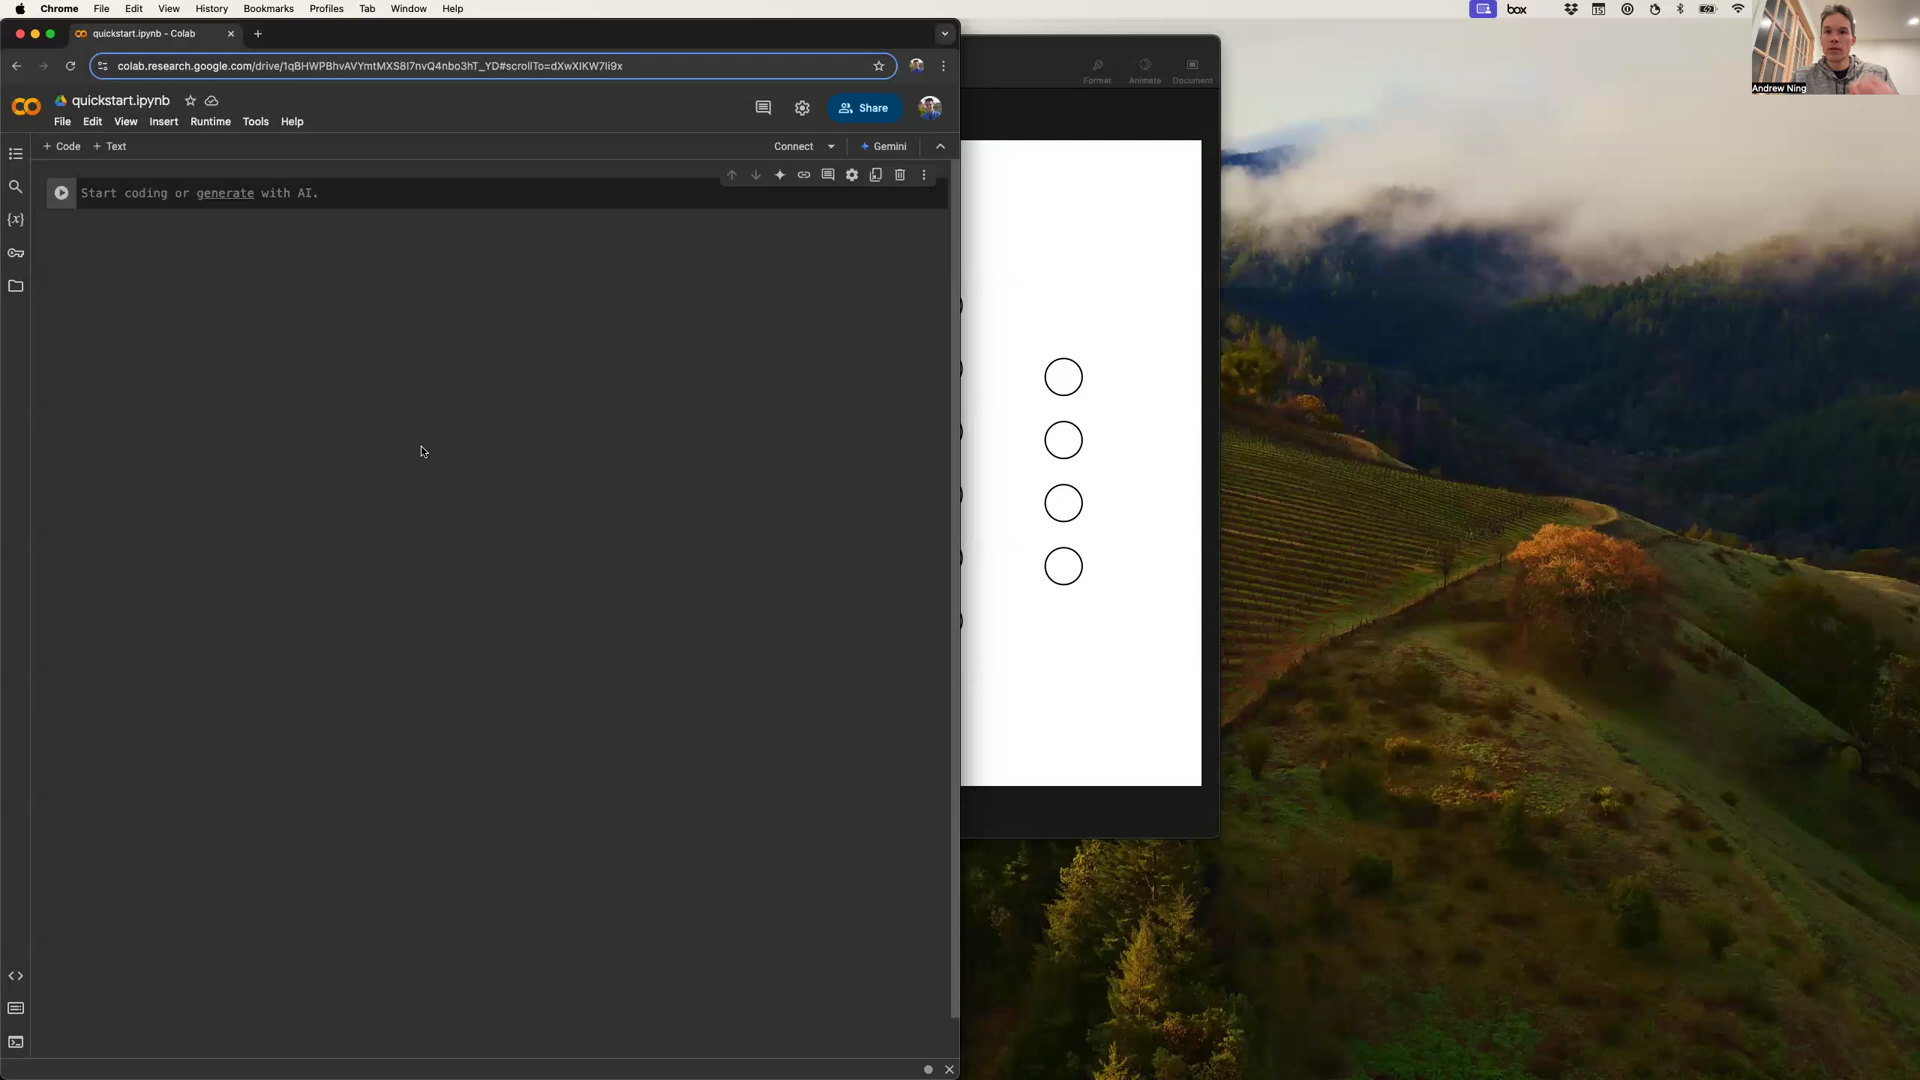 Chrome File Edit View History Bookmarks Profiles Tab Window Help
box
15
quickstart.ipynb - Colab
colab.research.google.com/drive/1qBHWPBhvAVYmtMXS8I7nvQ4nbo3hT_YD#scrollTo=dXwXIKW7Ii9x
Format Animate Document
Andrew Ning
quickstart.ipynb
Share
File Edit View Insert Runtime Tools Help
+ Code + Text
Connect
Gemini
Start coding or generate with AI.
{x}